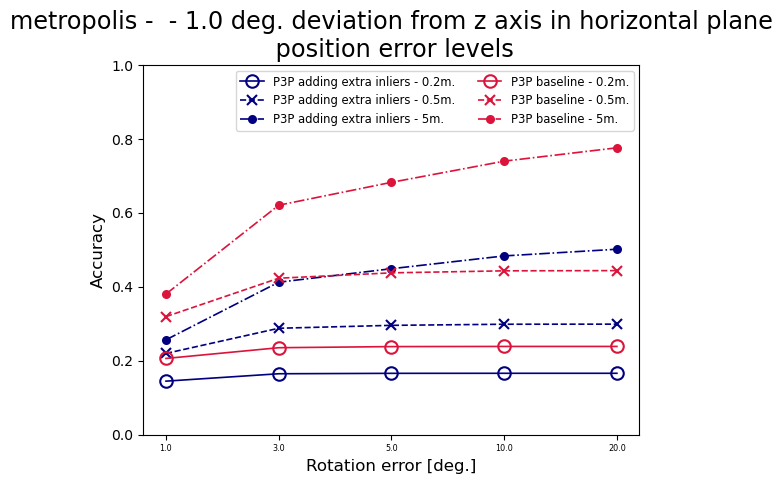 metropolis -  - 1.0 deg. deviation from z axis in horizontal plane
position error levels
P3P adding extra inliers - 0.2m.
P3P adding extra inliers - 0.5m.
P3P adding extra inliers - 5m.
P3P baseline - 0.2m.
P3P baseline - 0.5m.
P3P baseline - 5m.
1.0
0.8
0.6
0.4
0.2
0.0
Accuracy
1.0 3.0 5.0 10.0 20.0
Rotation error [deg.]